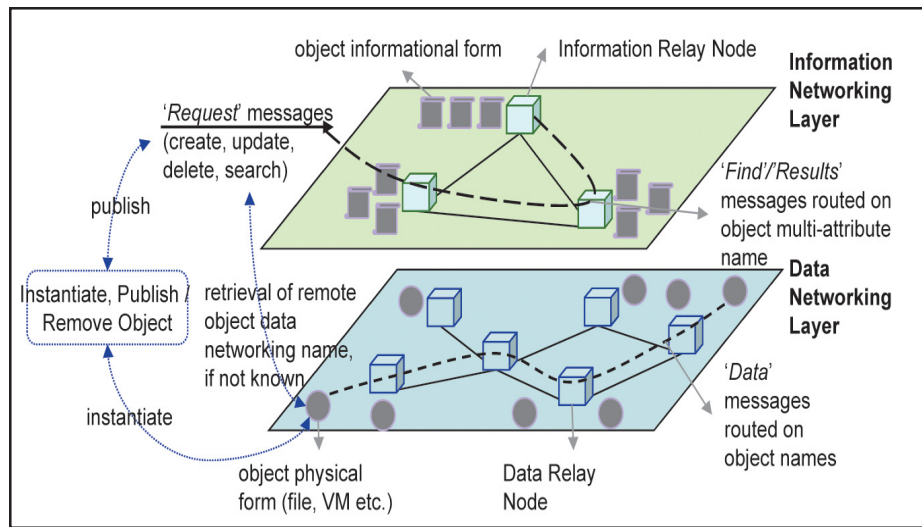 object informational form
Information Relay Node
Information
Networking
Layer
'Request' messages
(create, update,
delete, search)
'Find'/'Results'
messages routed on
object multi-attribute
name
publish
Instantiate, Publish /
Remove Object
retrieval of remote
object data
networking name,
if not known
Data
Networking
Layer
'Data'
messages
routed on
object names
instantiate
object physical
form (file, VM etc.)
Data Relay
Node